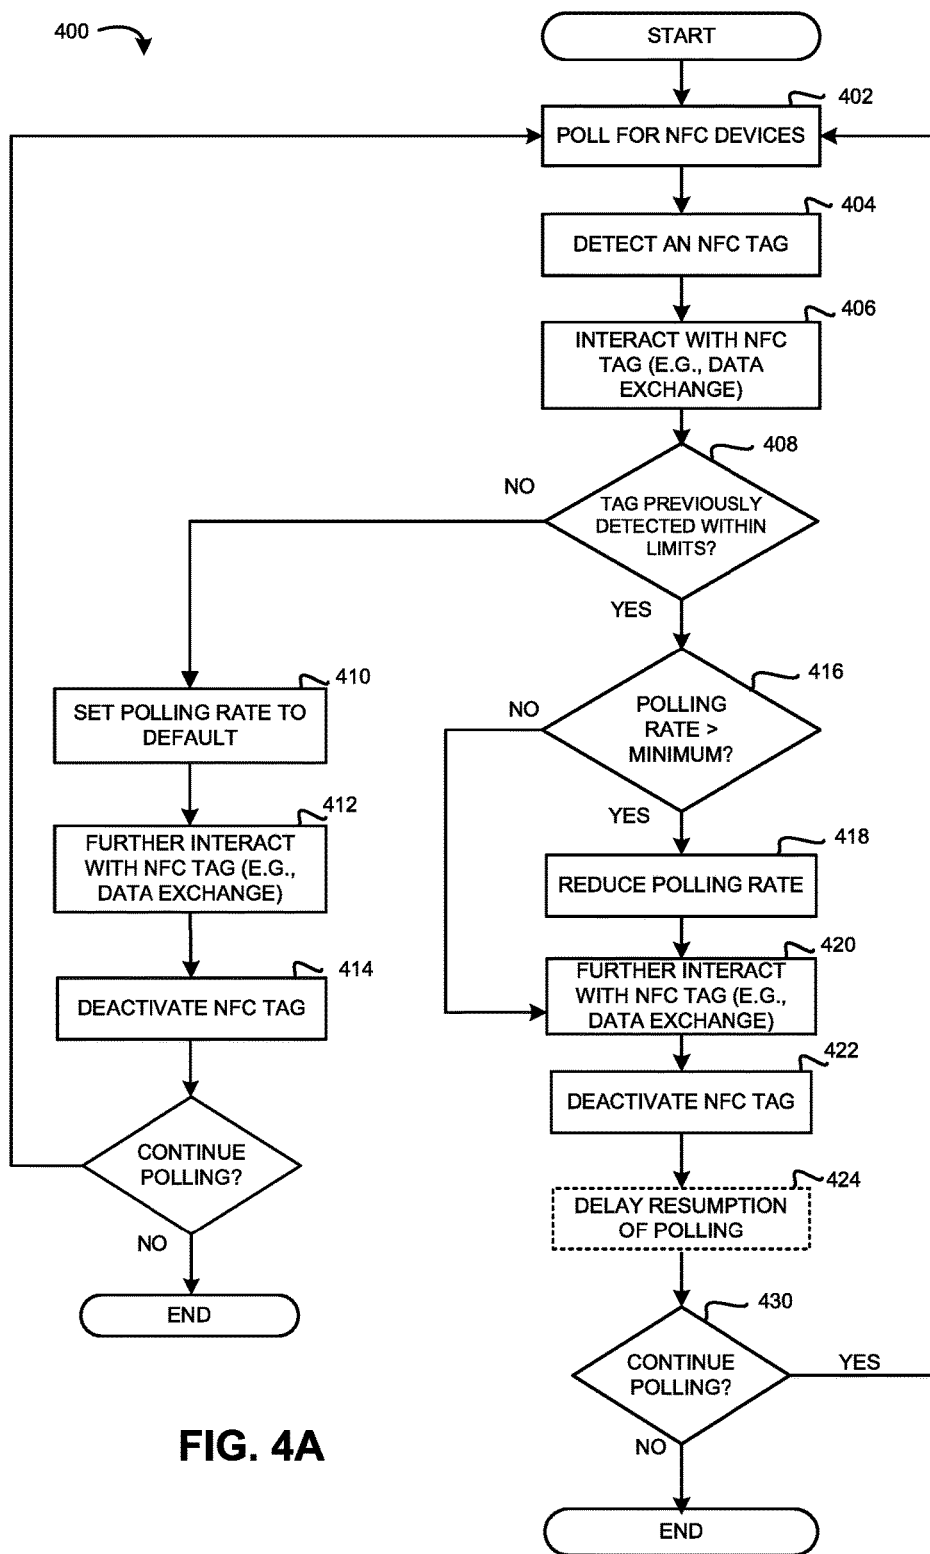 400
START
402
POLL FOR NFC DEVICES
404
DETECT AN NFC TAG
406
INTERACT WITH NFC
TAG (E.G., DATA
EXCHANGE)
408
TAG PREVIOUSLY
DETECTED WITHIN
LIMITS?
NO
YES
410
SET POLLING RATE TO
DEFAULT
412
FURTHER INTERACT
WITH NFC TAG (E.G.,
DATA EXCHANGE)
414
DEACTIVATE NFC TAG
CONTINUE
POLLING?
NO
END
416
POLLING
RATE >
MINIMUM?
NO
YES
418
REDUCE POLLING RATE
420
FURTHER INTERACT
WITH NFC TAG (E.G.,
DATA EXCHANGE)
422
DEACTIVATE NFC TAG
424
DELAY RESUMPTION
OF POLLING
430
CONTINUE
POLLING?
YES
NO
END
FIG. 4A